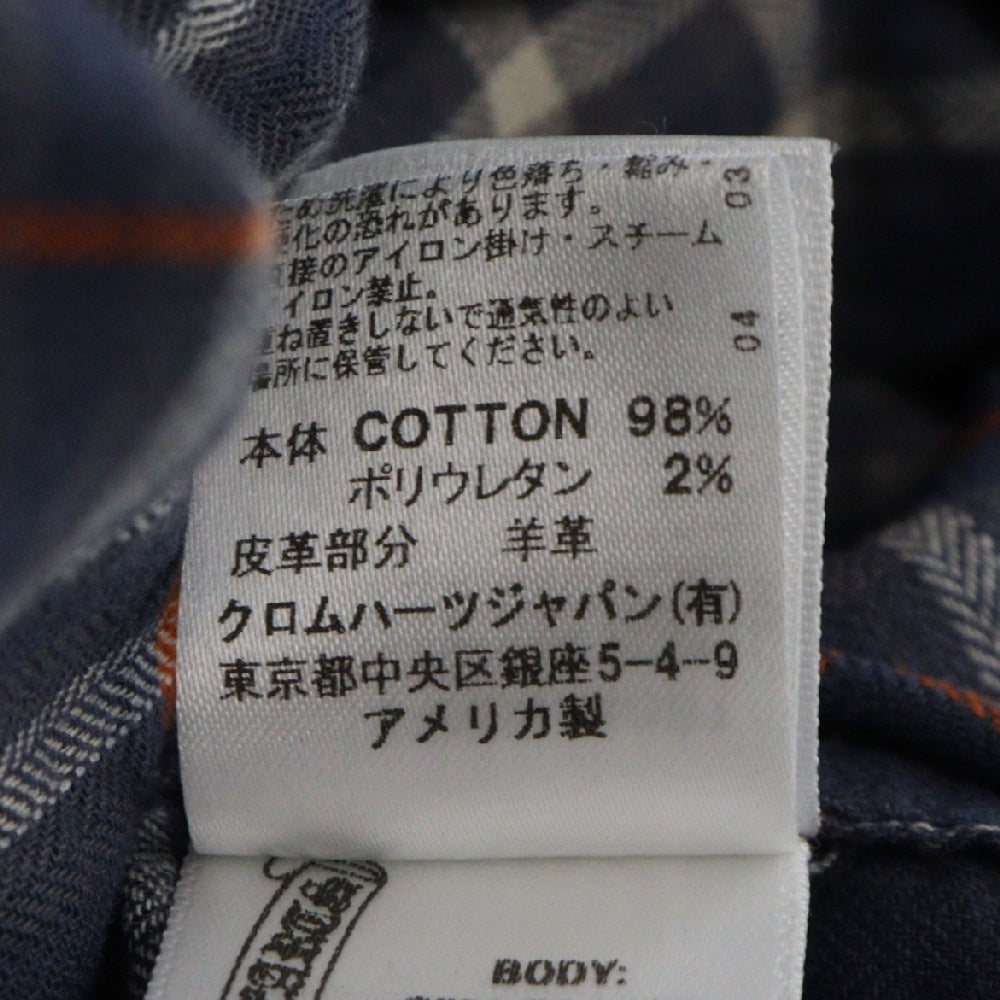 ため洗濯により色落ち・縮み・
化の恐れがあります。
直接のアイロン掛け・スチーム
アイロン禁止。
重ね置きしないで通気性のよい
場所に保管してください。
03
04
本体 COTTON 98%
ポリウレタン 2%
皮革部分 羊革
クロムハーツジャパン(有)
東京都中央区銀座5-4-9
アメリカ製
BODY: